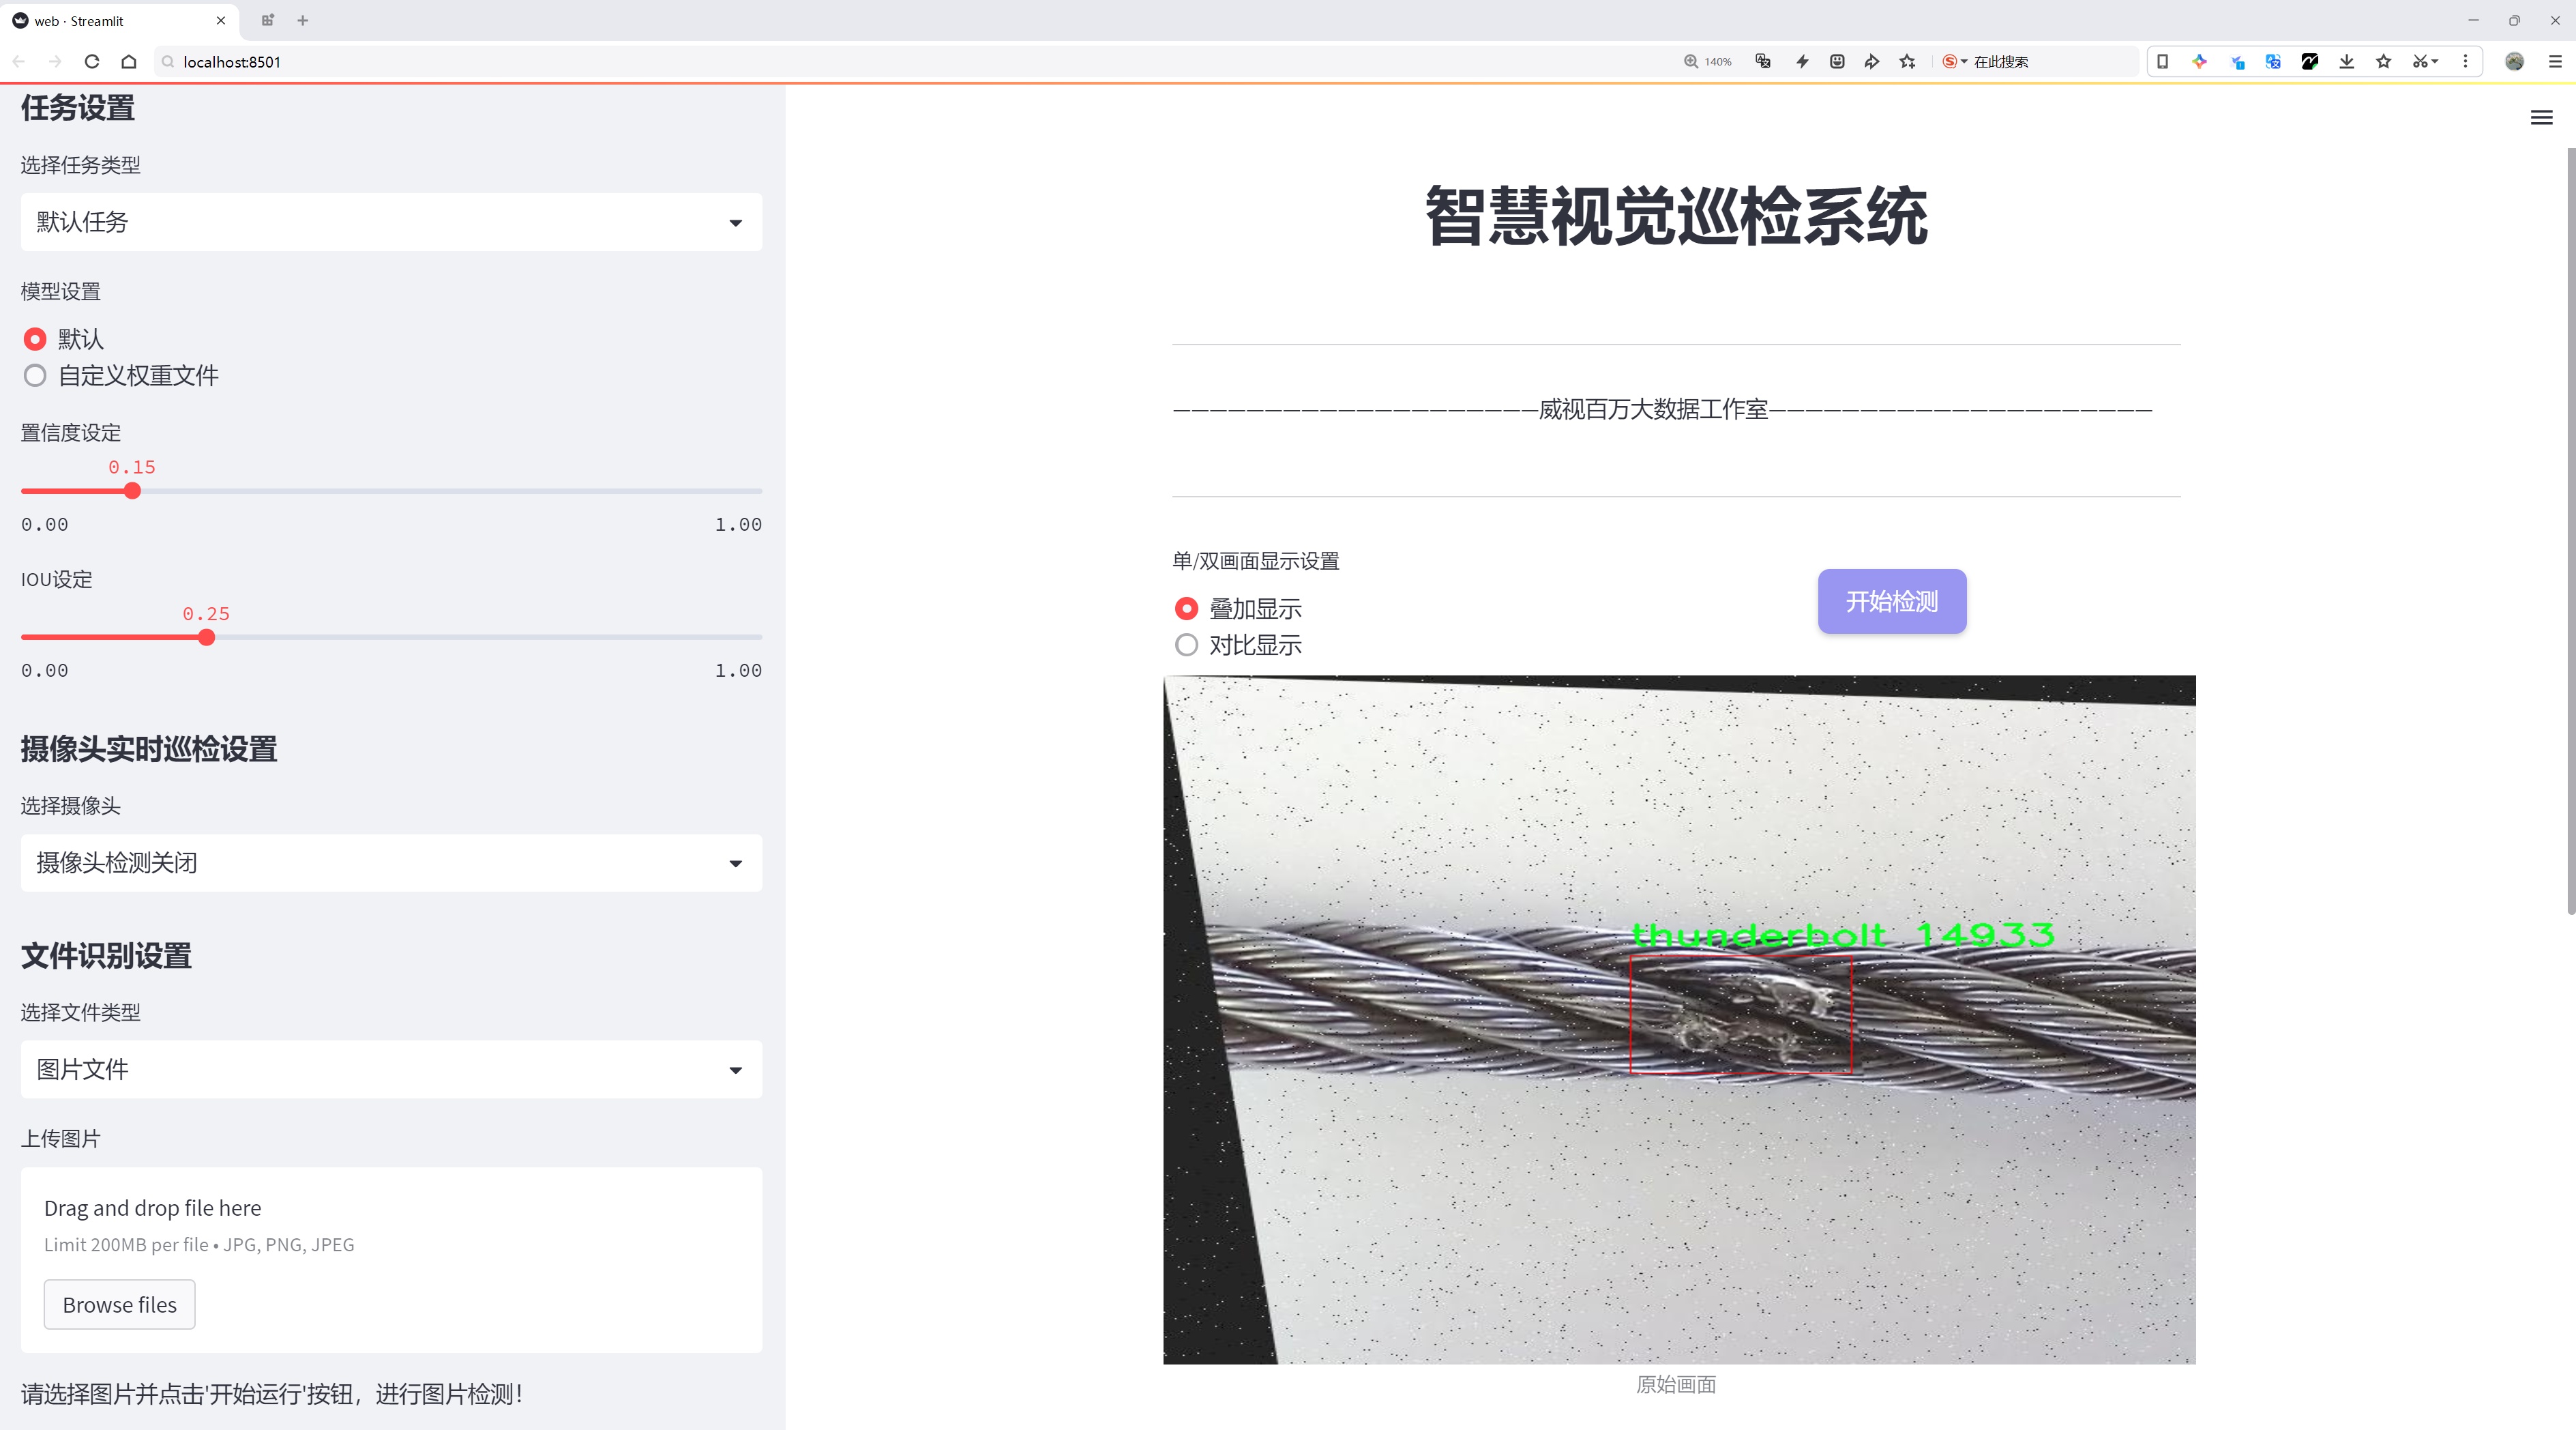 web · Streamlit
localhost:8501
140%
在此搜索
任务设置
选择任务类型
默认任务
模型设置
默认
自定义权重文件
置信度设定
0.15
0.00
1.00
IOU设定
0.25
0.00
1.00
摄像头实时巡检设置
选择摄像头
摄像头检测关闭
文件识别设置
选择文件类型
图片文件
上传图片
Drag and drop file here
Limit 200MB per file • JPG, PNG, JPEG
Browse files
请选择图片并点击'开始运行'按钮，进行图片检测！
智慧视觉巡检系统
—————————————————————威视百万大数据工作室——————————————————————
单/双画面显示设置
叠加显示
对比显示
开始检测
thunderbolt 14933
原始画面